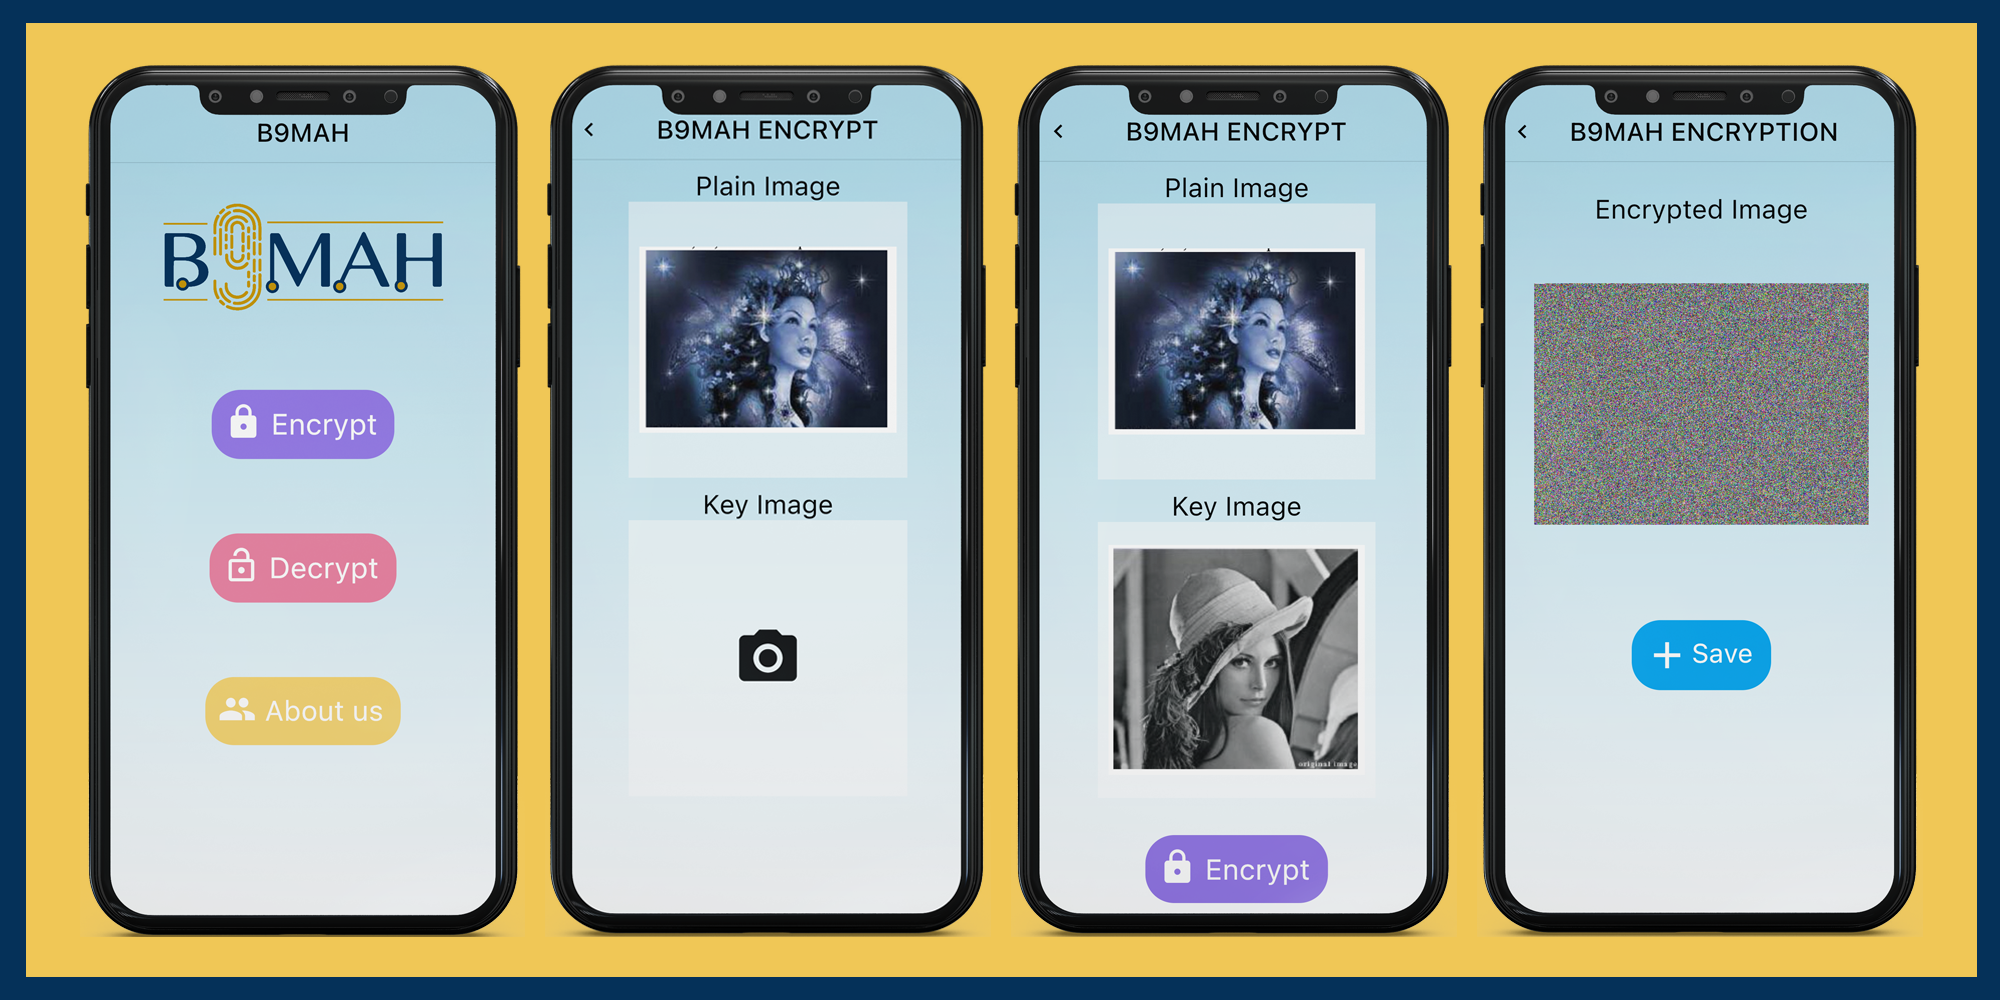 B9MAH
B9MAH
Encrypt
Decrypt
About us
B9MAH ENCRYPT
Plain Image
Key Image
B9MAH ENCRYPT
Plain Image
Key Image
original image
Encrypt
B9MAH ENCRYPTION
Encrypted Image
Save